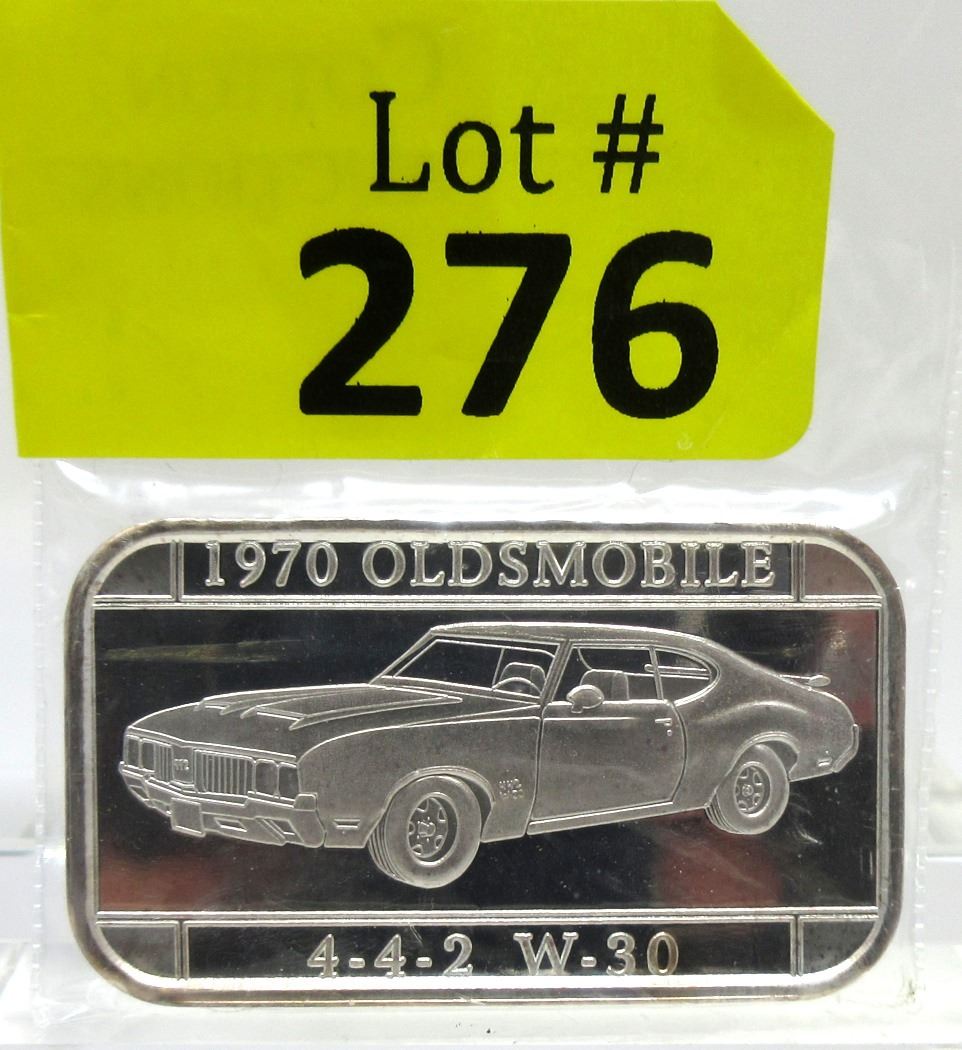 Lot #
276
1970 OLDSMOBILE
4-4-2 W-30